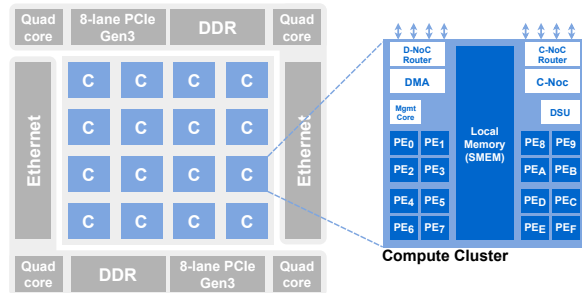 Quad
core
8-lane PCIe
Gen3
DDR
Quad
core
Ethernet
C C C C
C C C C
C C C C
C C C C
Ethernet
Quad
core
DDR
8-lane PCIe
Gen3
Quad
core
D-NoC
Router
C-NoC
Router
DMA
C-Noc
Mgmt
Core
DSU
Local
Memory
(SMEM)
PE0 PE1
PE8 PE9
PE2 PE3
PEA PEB
PE4 PE5
PED PEC
PE6 PE7
PEE PEF
Compute Cluster